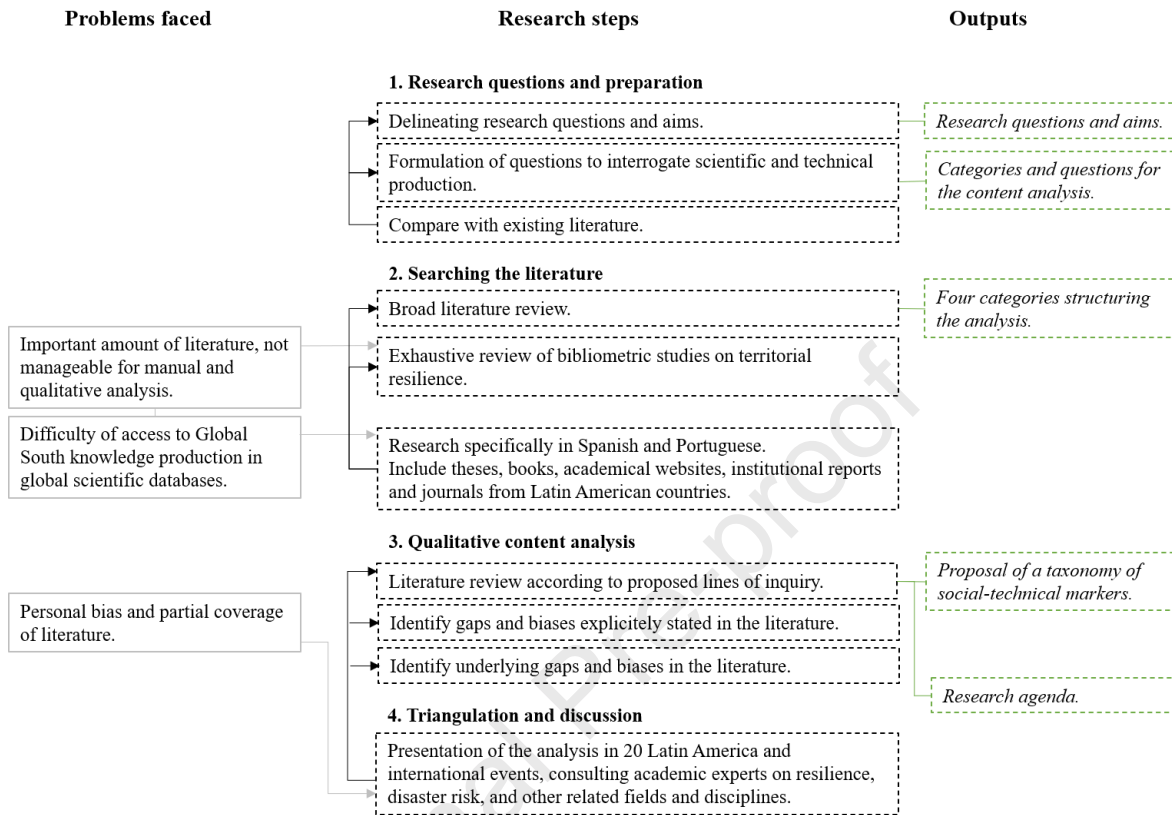 Problems faced
Research steps
Outputs
1. Research questions and preparation
Delineating research questions and aims.
Research questions and aims.
Formulation of questions to interrogate scientific and technical
production.
Categories and questions for
the content analysis.
Compare with existing literature.
2. Searching the literature
Broad literature review.
Four categories structuring
the analysis.
Important amount of literature, not
manageable for manual and
qualitative analysis.
Exhaustive review of bibliometric studies on territorial
resilience.
Difficulty of access to Global
South knowledge production in
global scientific databases.
Research specifically in Spanish and Portuguese.
Include theses, books, academical websites, institutional reports
and journals from Latin American countries.
3. Qualitative content analysis
Literature review according to proposed lines of inquiry.
Proposal of a taxonomy of
social-technical markers.
Personal bias and partial coverage
of literature.
Identify gaps and biases explicitely stated in the literature.
Identify underlying gaps and biases in the literature.
Research agenda.
4. Triangulation and discussion
Presentation of the analysis in 20 Latin America and
international events, consulting academic experts on resilience,
disaster risk, and other related fields and disciplines.
nal Pre-proof